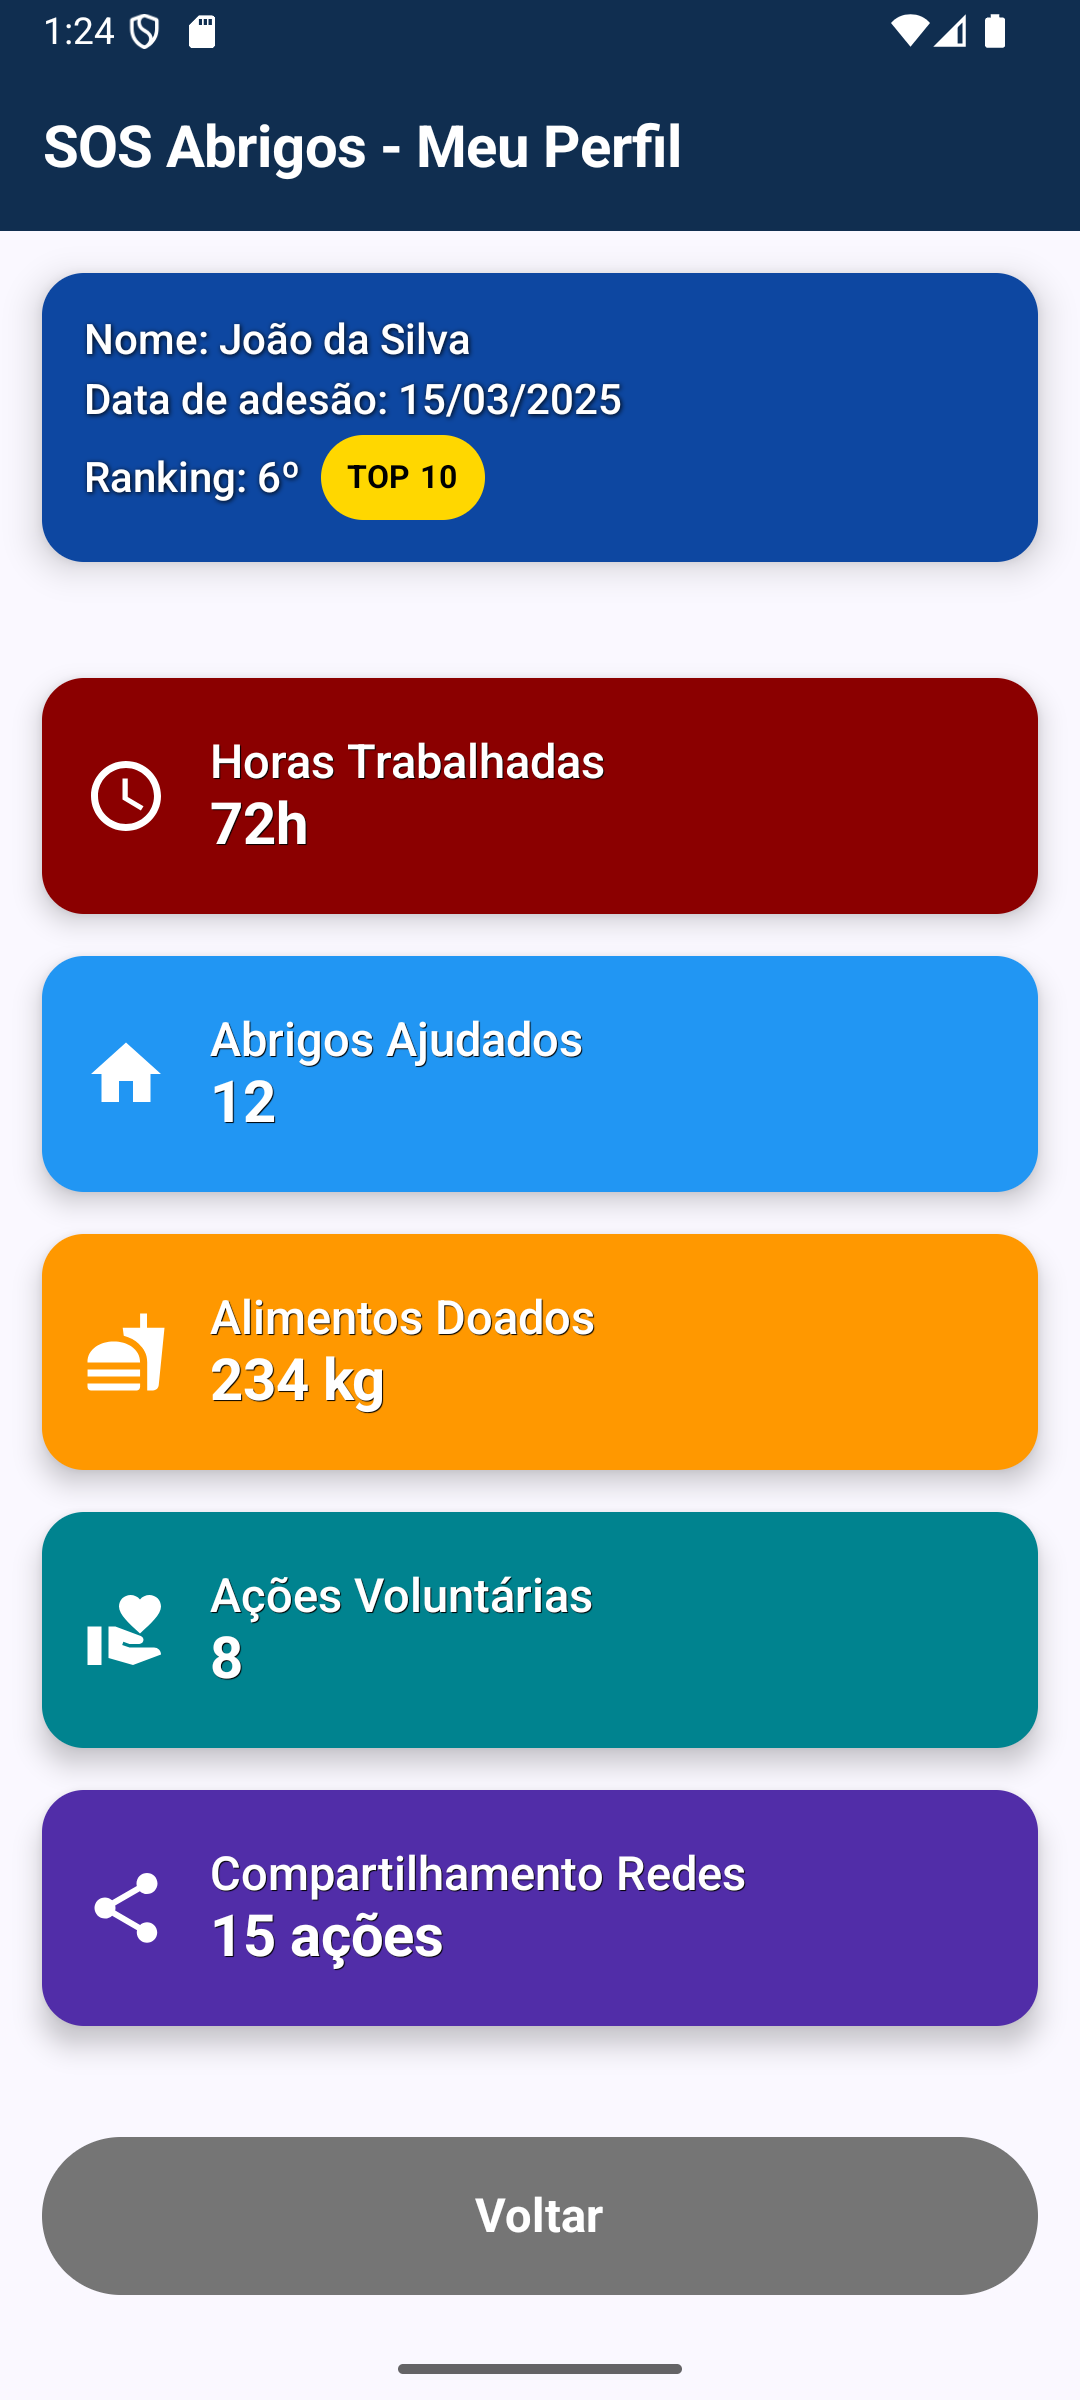 1:24
SOS Abrigos - Meu Perfil
Nome: João da Silva
Data de adesão: 15/03/2025
Ranking: 6º TOP 10
Horas Trabalhadas
72h
Abrigos Ajudados
12
Alimentos Doados
234 kg
Ações Voluntárias
8
Compartilhamento Redes
15 ações
Voltar